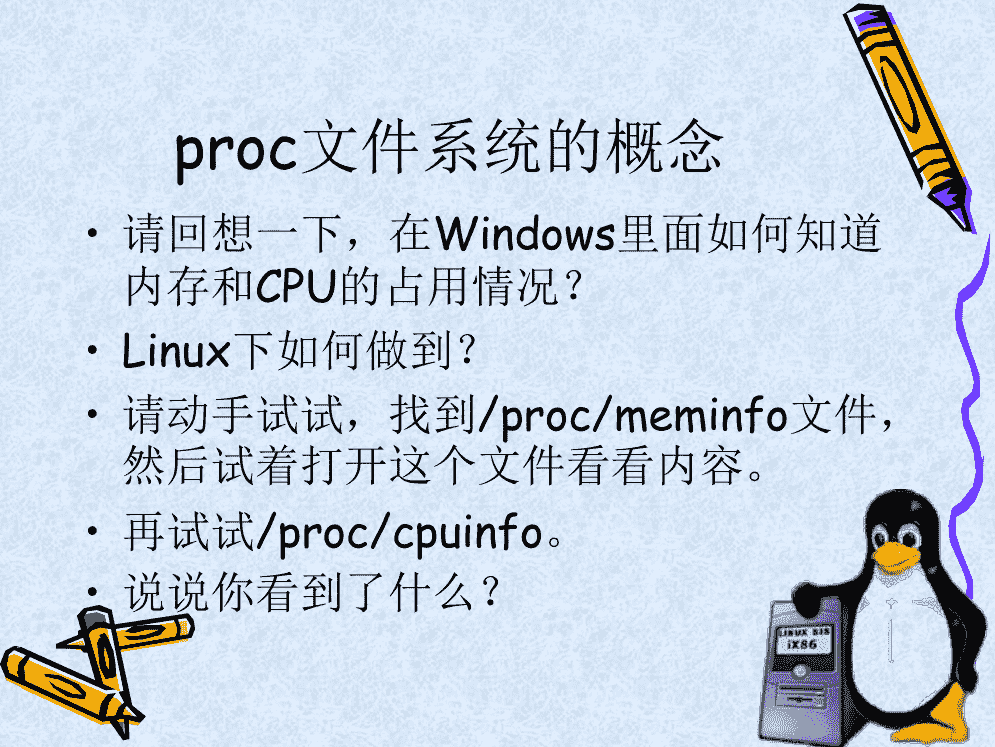 proc文件系统的概念
• 请回想一下，在Windows里面如何知道
内存和CPU的占用情况？
• Linux下如何做到？
• 请动手试试，找到/proc/meminfo文件，
然后试着打开这个文件看看内容。
• 再试试/proc/cpuinfo。
• 说说你看到了什么？
LINUX SIS
iX86